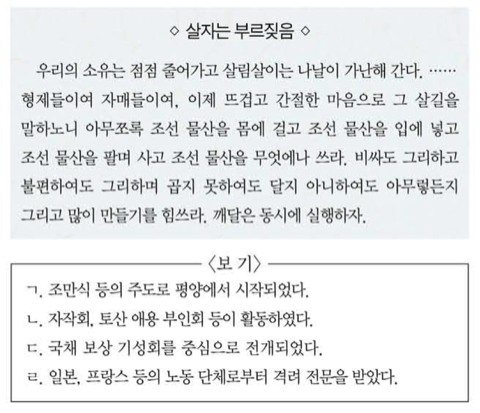 ◇ 살자는 부르짖음 ◇
우리의 소유는 점점 줄어가고 살림살이는 나날이 가난해 간다. ……
형제들이여 자매들이여, 이제 뜨겁고 간절한 마음으로 그 살길을
말하노니 아무쪼록 조선 물산을 몸에 걸고 조선 물산을 입에 넣고
조선 물산을 팔며 사고 조선 물산을 무엇에나 쓰라. 비싸도 그리하고
불편하여도 그리하며 곱지 못하여도 달지 아니하여도 아무렇든지
그리고 많이 만들기를 힘쓰라. 깨달은 동시에 실행하자.
〈보 기〉
ㄱ. 조만식 등의 주도로 평양에서 시작되었다.
ㄴ. 자작회, 토산 애용 부인회 등이 활동하였다.
ㄷ. 국채 보상 기성회를 중심으로 전개되었다.
ㄹ. 일본, 프랑스 등의 노동 단체로부터 격려 전문을 받았다.